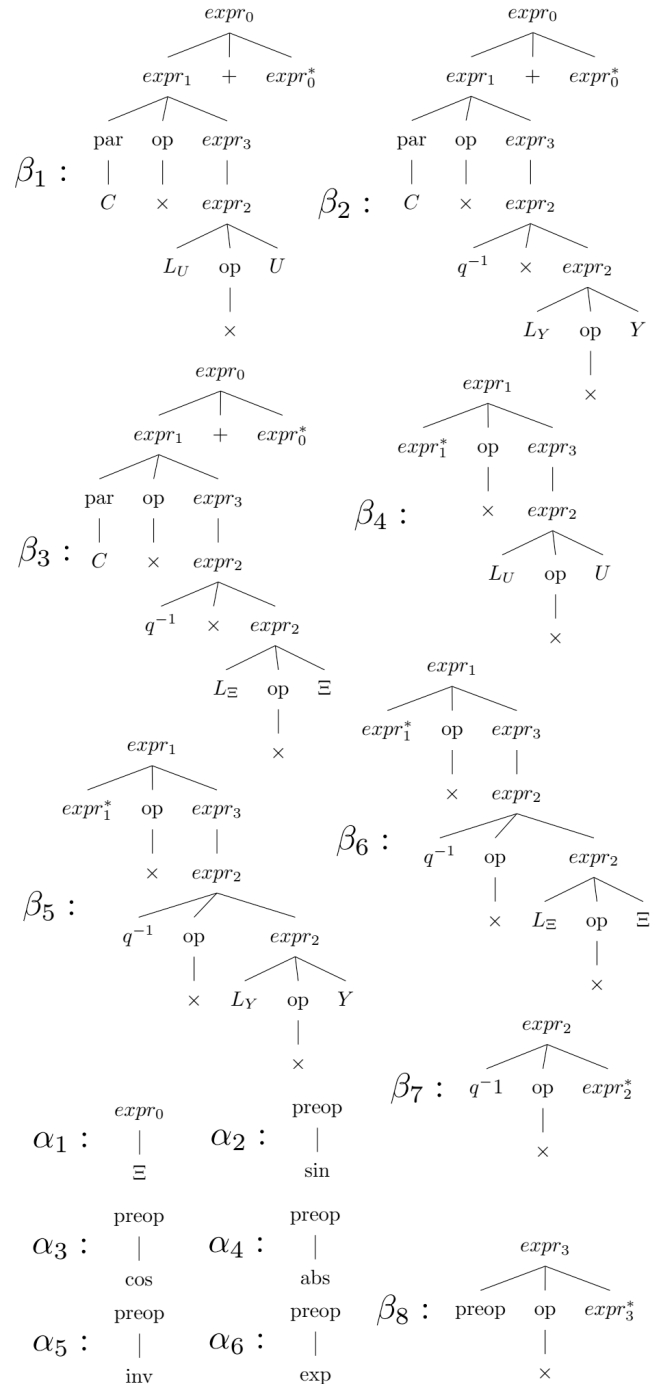 expr₀
expr₁ + expr₀*
par op expr₃
β₁ :
C × expr₂
L_U op U
×
expr₀
expr₁ + expr₀*
par op expr₃
β₂ :
C × expr₂
q⁻¹ × expr₂
L_Y op Y
×
expr₀
expr₁ + expr₀*
par op expr₃
β₃ :
C × expr₂
q⁻¹ × expr₂
L_Ξ op Ξ
×
expr₁
expr₁* op expr₃
β₄ :
× expr₂
L_U op U
×
expr₁
expr₁* op expr₃
× expr₂
β₅ :
q⁻¹ op expr₂
× L_Y op Y
×
expr₁
expr₁* op expr₃
× expr₂
β₆ :
q⁻¹ op expr₂
× L_Ξ op Ξ
×
expr₂
β₇ : q−1 op expr₂*
×
expr₀
α₁ :
Ξ
preop
α₂ :
sin
preop
α₃ :
cos
preop
α₄ :
abs
preop
α₅ :
inv
preop
α₆ :
exp
expr₃
β₈ : preop op expr₃*
×